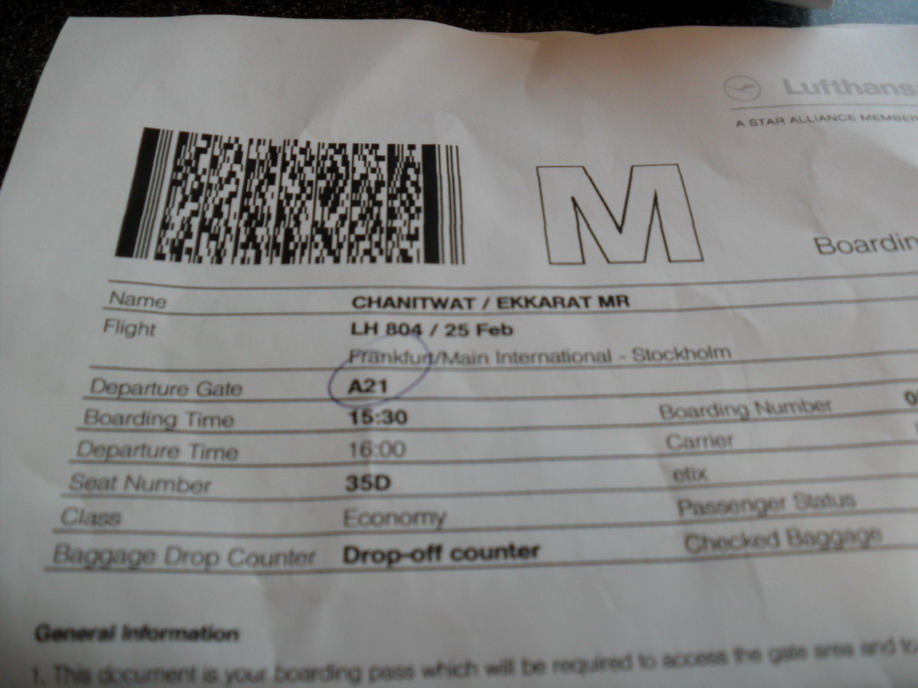 Lufthans
A STAR ALLIANCE MEMBER
M
Boardin
Name CHANITWAT / EKKARAT MR
Flight LH 804 / 25 Feb
Frankfurt/Main International - Stockholm
Departure Gate A21
Boarding Time 15:30 Boarding Number
Departure Time 16:00 Carrier
Seat Number 35D etix
Class Economy Passenger Status
Baggage Drop Counter Drop-off counter Checked Baggage
General Information
1. This document is your boarding pass which will be required to access the gate area and to